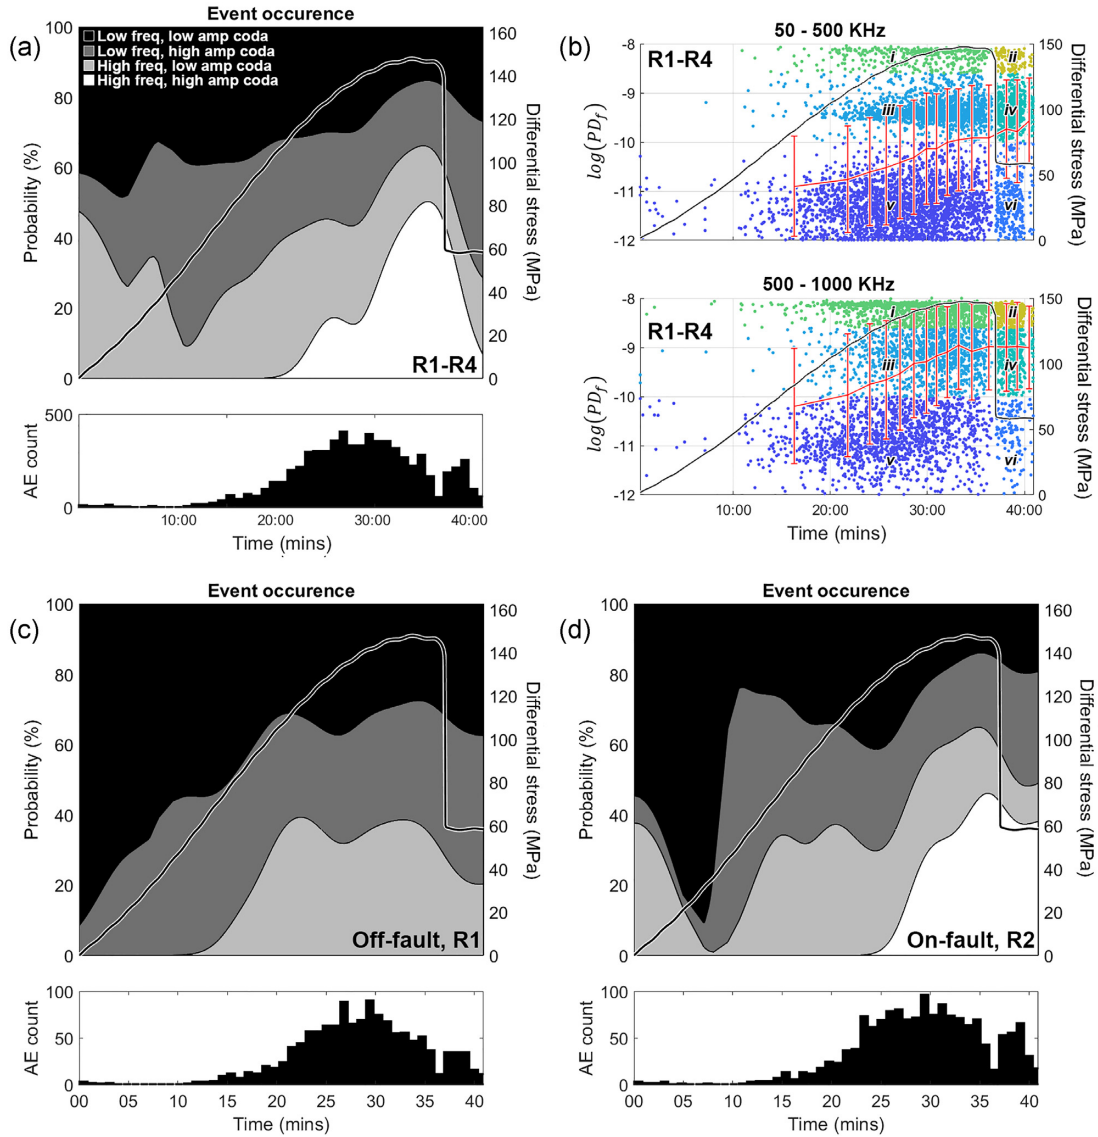 (a)
Event occurence
Low freq, low amp coda
Low freq, high amp coda
High freq, low amp coda
High freq, high amp coda
100
80
60
40
20
0
Probability (%)
160
140
120
100
80
60
40
20
0
Differential stress (MPa)
R1-R4
500
0
AE count
10:00 20:00 30:00 40:00
Time (mins)
(b)
50 - 500 KHz
R1-R4
-8
-9
-10
-11
-12
log(PDf)
150
100
50
0
Differential stress (MPa)
i ii
iii iv
v vi
500 - 1000 KHz
R1-R4
-8
-9
-10
-11
-12
log(PDf)
150
100
50
0
Differential stress (MPa)
i ii
iii iv
v vi
10:00 20:00 30:00 40:00
Time (mins)
(c)
Event occurence
100
80
60
40
20
0
Probability (%)
160
140
120
100
80
60
40
20
0
Differential stress (MPa)
Off-fault, R1
100
50
0
AE count
00 05 10 15 20 25 30 35 40
Time (mins)
(d)
Event occurence
100
80
60
40
20
0
Probability (%)
160
140
120
100
80
60
40
20
0
Differential stress (MPa)
On-fault, R2
100
50
0
AE count
00 05 10 15 20 25 30 35 40
Time (mins)